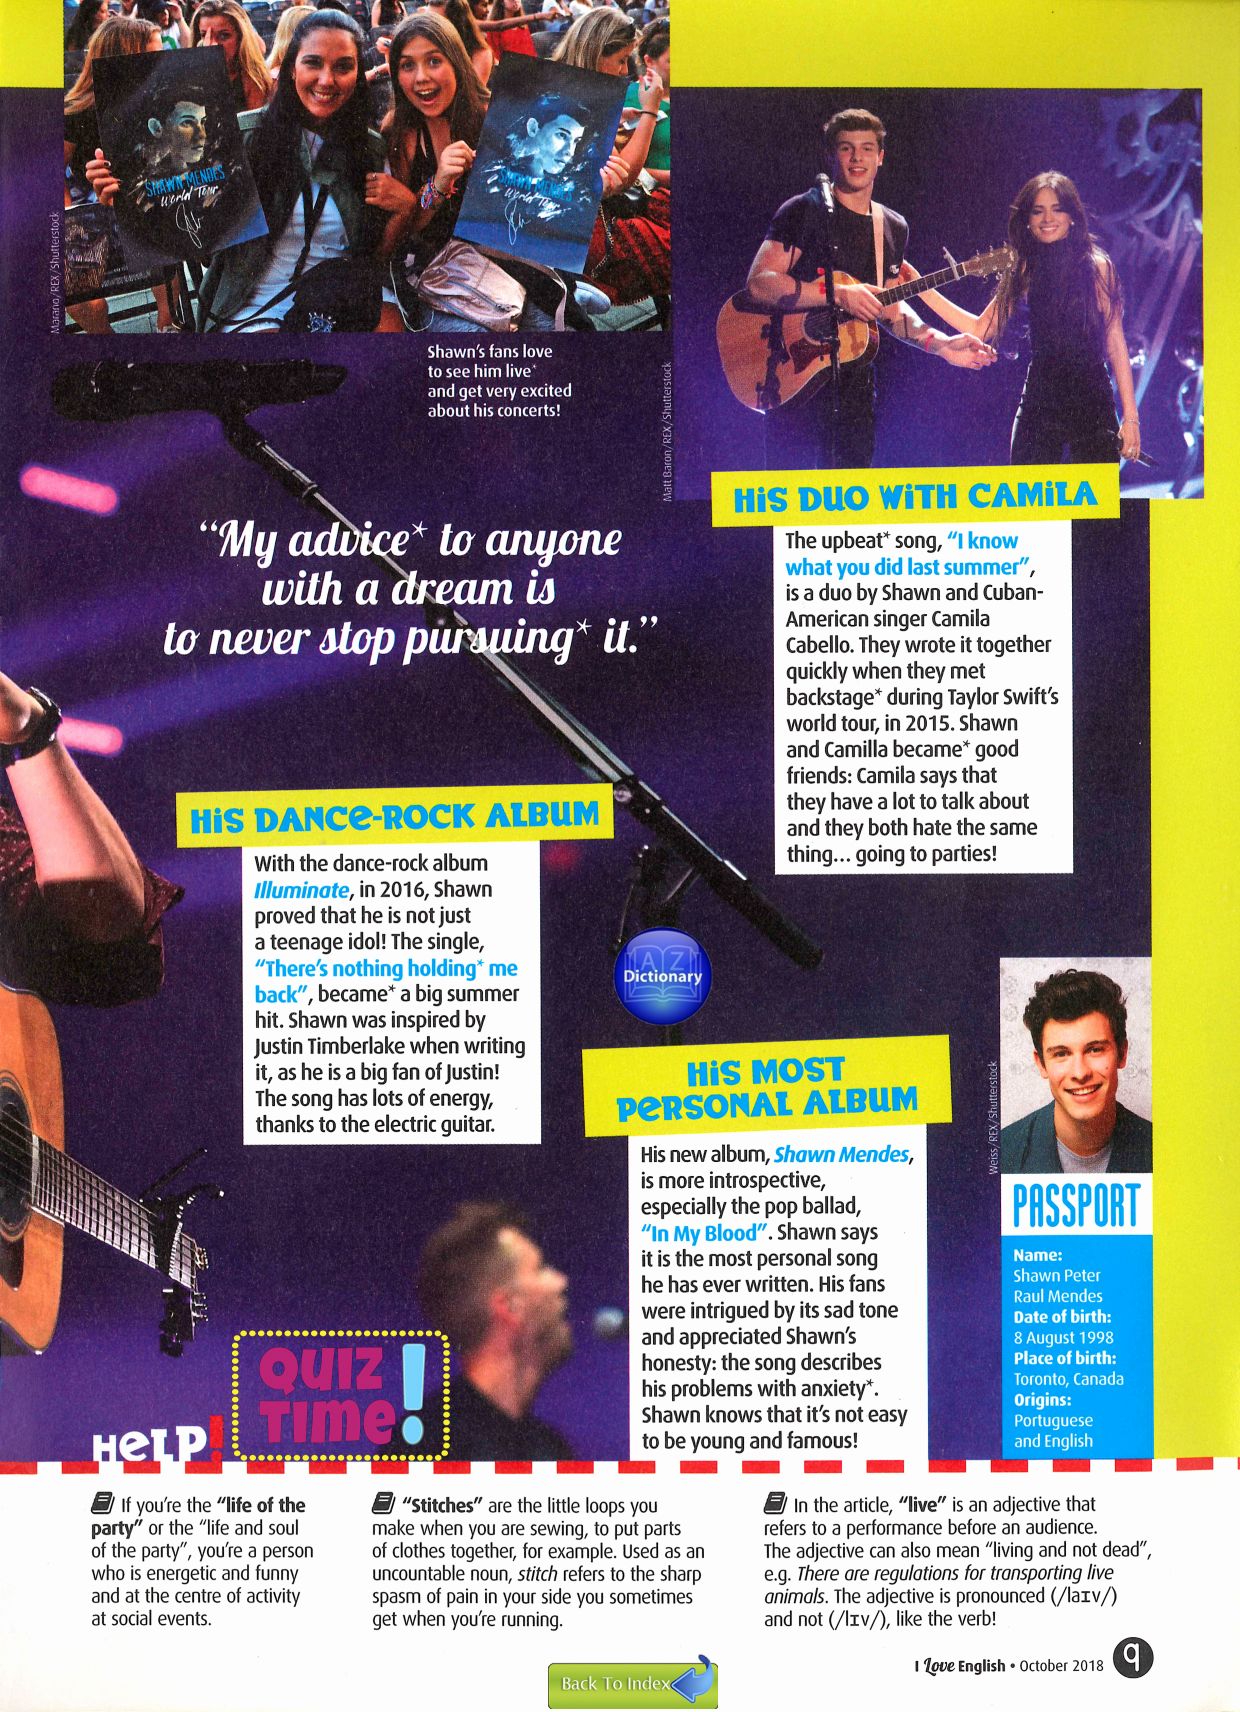 SHAWN MENDES
World Tour
SHAWN MENDES
World Tour
Marano/REX/Shutterstock
Shawn's fans love
to see him live*
and get very excited
about his concerts!
Matt Baron/REX/Shutterstock
"My advice* to anyone
with a dream is
to never stop pursuing* it."
HiS DUO WiTH CAMiLA
The upbeat* song, "I know
what you did last summer",
is a duo by Shawn and Cuban-
American singer Camila
Cabello. They wrote it together
quickly when they met
backstage* during Taylor Swift's
world tour, in 2015. Shawn
and Camilla became* good
friends: Camila says that
they have a lot to talk about
and they both hate the same
thing... going to parties!
HiS DANCe-ROCK ALBUM
With the dance-rock album
Illuminate, in 2016, Shawn
proved that he is not just
a teenage idol! The single,
"There's nothing holding* me
back", became* a big summer
hit. Shawn was inspired by
Justin Timberlake when writing
it, as he is a big fan of Justin!
The song has lots of energy,
thanks to the electric guitar.
A Z
Dictionary
HiS MOST
PeRSONAL ALBUM
His new album, Shawn Mendes,
is more introspective,
especially the pop ballad,
"In My Blood". Shawn says
it is the most personal song
he has ever written. His fans
were intrigued by its sad tone
and appreciated Shawn's
honesty: the song describes
his problems with anxiety*.
Shawn knows that it's not easy
to be young and famous!
Weiss/REX/Shutterstock
PASSPORT
Name:
Shawn Peter
Raul Mendes
Date of birth:
8 August 1998
Place of birth:
Toronto, Canada
Origins:
Portuguese
and English
QUIZ
TIMe!
HeLP!
If you're the "life of the
party" or the "life and soul
of the party", you're a person
who is energetic and funny
and at the centre of activity
at social events.
"Stitches" are the little loops you
make when you are sewing, to put parts
of clothes together, for example. Used as an
uncountable noun, stitch refers to the sharp
spasm of pain in your side you sometimes
get when you're running.
In the article, "live" is an adjective that
refers to a performance before an audience.
The adjective can also mean "living and not dead",
e.g. There are regulations for transporting live
animals. The adjective is pronounced (/laɪv/)
and not (/lɪv/), like the verb!
I Love English • October 2018 9
Back To Index